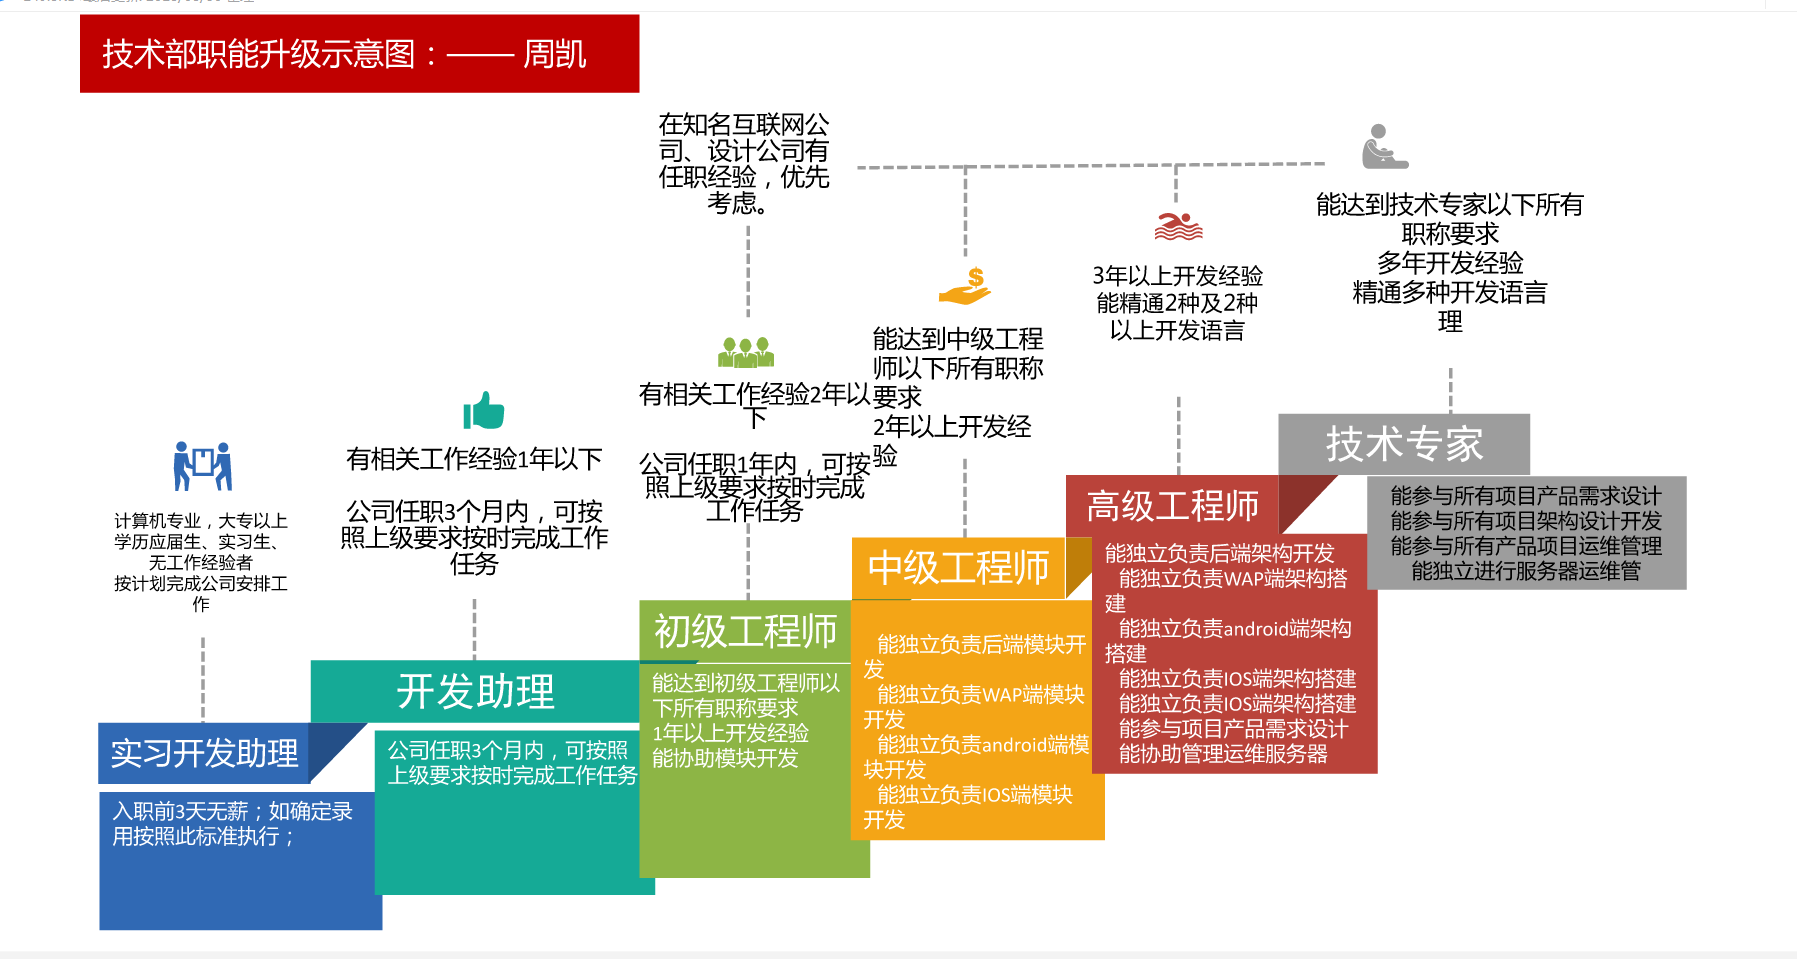 技术部职能升级示意图：—— 周凯
在知名互联网公
司、设计公司有
任职经验，优先
考虑。
能达到技术专家以下所有
职称要求
多年开发经验
精通多种开发语言
理
3年以上开发经验
能精通2种及2种
以上开发语言
能达到中级工程
师以下所有职称
要求
2年以上开发经
验
有相关工作经验2年以
下
公司任职1年内，可按
照上级要求按时完成
工作任务
有相关工作经验1年以下
公司任职3个月内，可按
照上级要求按时完成工作
任务
计算机专业，大专以上
学历应届生、实习生、
无工作经验者
按计划完成公司安排工
作
技术专家
能参与所有项目产品需求设计
能参与所有项目架构设计开发
能参与所有产品项目运维管理
能独立进行服务器运维管
高级工程师
能独立负责后端架构开发
能独立负责WAP端架构搭
建
能独立负责android端架构
搭建
能独立负责IOS端架构搭建
能独立负责IOS端架构搭建
能参与项目产品需求设计
能协助管理运维服务器
中级工程师
能独立负责后端模块开
发
能独立负责WAP端模块
开发
能独立负责android端模
块开发
能独立负责IOS端模块
开发
初级工程师
能达到初级工程师以
下所有职称要求
1年以上开发经验
能协助模块开发
开发助理
公司任职3个月内，可按照
上级要求按时完成工作任务
实习开发助理
入职前3天无薪；如确定录
用按照此标准执行；